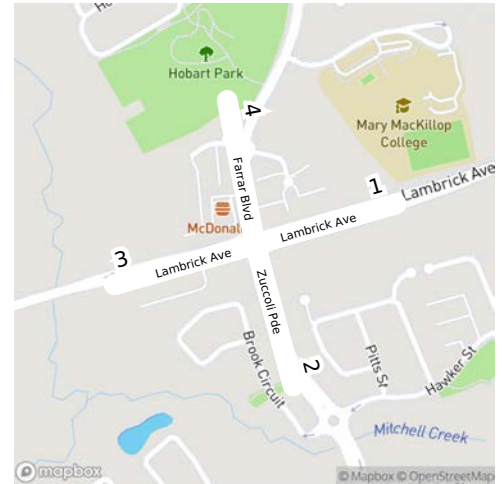 Hobart Park
4
Mary MacKillop
College
Farrar Blvd
1
Lambrick Ave
McDonal
Lambrick Ave
3
Lambrick Ave
Zuccoli Pde
2
Brook Circuit
Pitts St
Hawker St
Mitchell Creek
mapbox
© Mapbox © OpenStreetMap